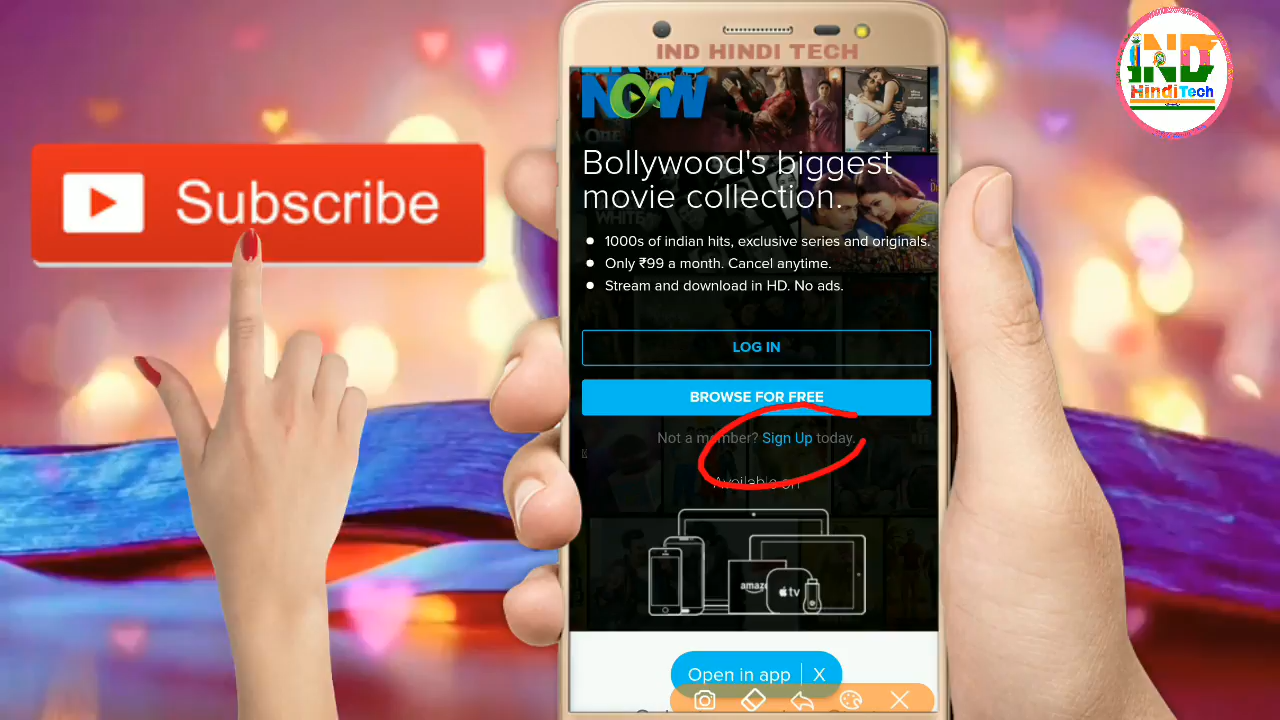 IND HINDI TECH
IND
HindiTech
NOW
Subscribe
Bollywood's biggest
movie collection.
1000s of indian hits, exclusive series and originals.
Only ₹99 a month. Cancel anytime.
Stream and download in HD. No ads.
LOG IN
BROWSE FOR FREE
Not a member? Sign Up today.
Available on
amazo
tv
Open in app | X